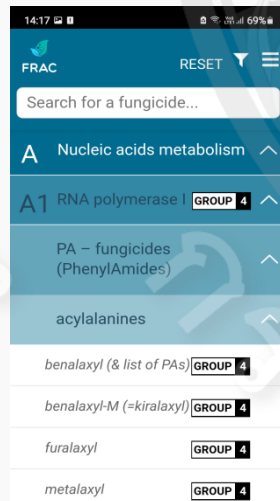 14:17 69%
FRAC RESET
Search for a fungicide...
A Nucleic acids metabolism
A1 RNA polymerase I GROUP 4
PA – fungicides
(PhenylAmides)
acylalanines
benalaxyl (& list of PAs) GROUP 4
benalaxyl-M (=kiralaxyl) GROUP 4
furalaxyl GROUP 4
metalaxyl GROUP 4